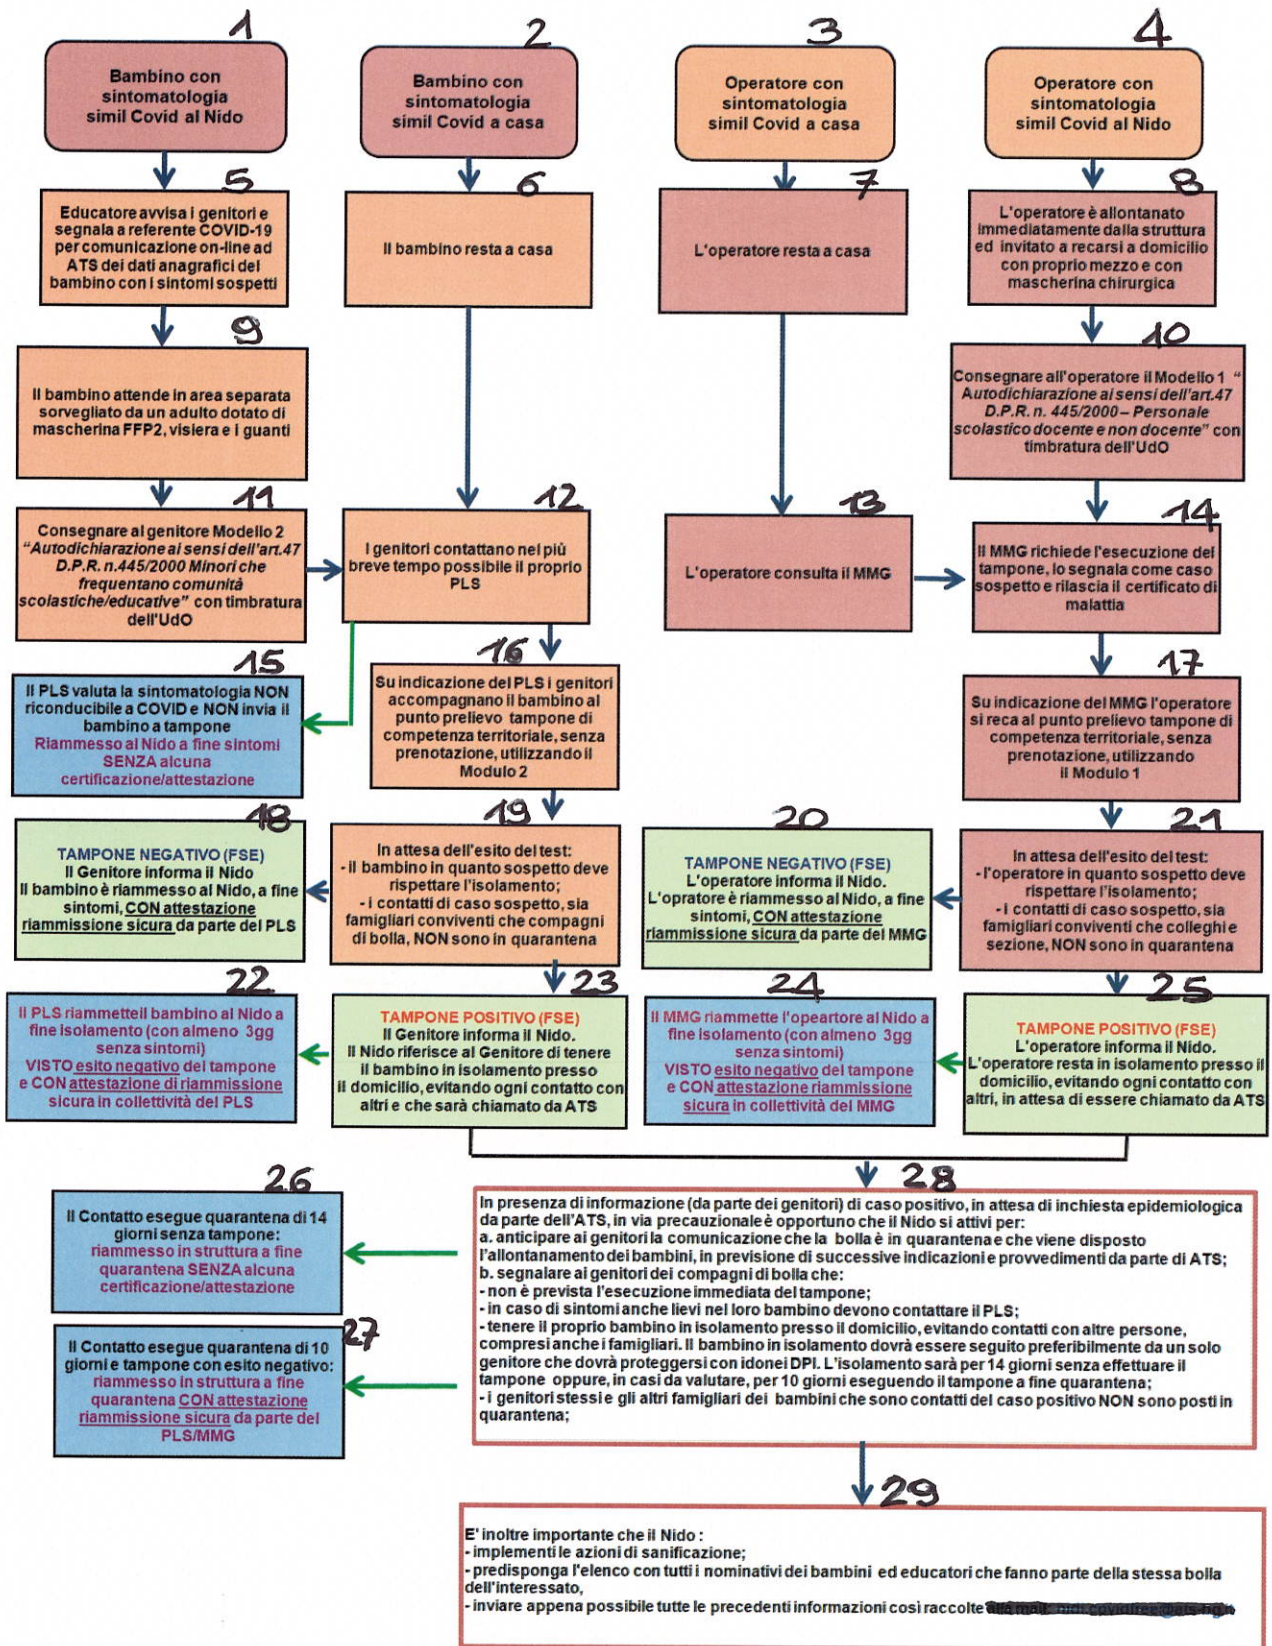 1
Bambino con
sintomatologia
simil Covid al Nido
2
Bambino con
sintomatologia
simil Covid a casa
3
Operatore con
sintomatologia
simil Covid a casa
4
Operatore con
sintomatologia
simil Covid al Nido
5
Educatore avvisa i genitori e
segnala a referente COVID-19
per comunicazione on-line ad
ATS dei dati anagrafici del
bambino con i sintomi sospetti
6
Il bambino resta a casa
7
L'operatore resta a casa
8
L'operatore è allontanato
immediatamente dalla struttura
ed invitato a recarsi a domicilio
con proprio mezzo e con
mascherina chirurgica
9
Il bambino attende in area separata
sorvegliato da un adulto dotato di
mascherina FFP2, visiera e i guanti
10
Consegnare all'operatore il Modello 1 "
Autodichiarazione ai sensi dell'art.47
D.P.R. n. 445/2000 – Personale
scolastico docente e non docente" con
timbratura dell'UdO
11
Consegnare al genitore Modello 2
"Autodichiarazione ai sensi dell'art.47
D.P.R. n.445/2000 Minori che
frequentano comunità
scolastiche/educative" con timbratura
dell'UdO
12
I genitori contattano nel più
breve tempo possibile il proprio
PLS
13
L'operatore consulta il MMG
14
Il MMG richiede l'esecuzione del
tampone, lo segnala come caso
sospetto e rilascia il certificato di
malattia
15
Il PLS valuta la sintomatologia NON
riconducibile a COVID e NON invia il
bambino a tampone
Riammesso al Nido a fine sintomi
SENZA alcuna
certificazione/attestazione
16
Su indicazione del PLS i genitori
accompagnano il bambino al
punto prelievo tampone di
competenza territoriale, senza
prenotazione, utilizzando il
Modulo 2
17
Su indicazione del MMG l'operatore
si reca al punto prelievo tampone di
competenza territoriale, senza
prenotazione, utilizzando
il Modulo 1
18
TAMPONE NEGATIVO (FSE)
Il Genitore informa il Nido
Il bambino è riammesso al Nido, a fine
sintomi, CON attestazione
riammissione sicura da parte del PLS
19
In attesa dell'esito del test:
- il bambino in quanto sospetto deve
rispettare l'isolamento;
- i contatti di caso sospetto, sia
famigliari conviventi che compagni
di bolla, NON sono in quarantena
20
TAMPONE NEGATIVO (FSE)
L'operatore informa il Nido.
L'opratore è riammesso al Nido, a fine
sintomi, CON attestazione
riammissione sicura da parte del MMG
21
In attesa dell'esito del test:
- l'operatore in quanto sospetto deve
rispettare l'isolamento;
- i contatti di caso sospetto, sia
famigliari conviventi che colleghi e
sezione, NON sono in quarantena
22
Il PLS riammetteil bambino al Nido a
fine isolamento (con almeno 3gg
senza sintomi)
VISTO esito negativo del tampone
e CON attestazione di riammissione
sicura in collettività del PLS
23
TAMPONE POSITIVO (FSE)
Il Genitore informa il Nido.
Il Nido riferisce al Genitore di tenere
il bambino in isolamento presso
il domicilio, evitando ogni contatto con
altri e che sarà chiamato da ATS
24
Il MMG riammette l'opeartore al Nido a
fine isolamento (con almeno 3gg
senza sintomi)
VISTO esito negativo del tampone
e CON attestazione riammissione
sicura in collettività del MMG
25
TAMPONE POSITIVO (FSE)
L'operatore informa il Nido.
L'operatore resta in isolamento presso il
domicilio, evitando ogni contatto con
altri, in attesa di essere chiamato da ATS
26
Il Contatto esegue quarantena di 14
giorni senza tampone:
riammesso in struttura a fine
quarantena SENZA alcuna
certificazione/attestazione
27
Il Contatto esegue quarantena di 10
giorni e tampone con esito negativo:
riammesso in struttura a fine
quarantena CON attestazione
riammissione sicura da parte del
PLS/MMG
28
In presenza di informazione (da parte dei genitori) di caso positivo, in attesa di inchiesta epidemiologica
da parte dell'ATS, in via precauzionale è opportuno che il Nido si attivi per:
a. anticipare ai genitori la comunicazione che la bolla è in quarantena e che viene disposto
l'allontanamento dei bambini, in previsione di successive indicazioni e provvedimenti da parte di ATS;
b. segnalare ai genitori dei compagni di bolla che:
- non è prevista l'esecuzione immediata del tampone;
- in caso di sintomi anche lievi nel loro bambino devono contattare il PLS;
- tenere il proprio bambino in isolamento presso il domicilio, evitando contatti con altre persone,
compresi anche i famigliari. Il bambino in isolamento dovrà essere seguito preferibilmente da un solo
genitore che dovrà proteggersi con idonei DPI. L'isolamento sarà per 14 giorni senza effettuare il
tampone oppure, in casi da valutare, per 10 giorni eseguendo il tampone a fine quarantena;
- i genitori stessi e gli altri famigliari dei bambini che sono contatti del caso positivo NON sono posti in
quarantena;
29
E' inoltre importante che il Nido :
- implementi le azioni di sanificazione;
- predisponga l'elenco con tutti i nominativi dei bambini ed educatori che fanno parte della stessa bolla
dell'interessato,
- inviare appena possibile tutte le precedenti informazioni così raccolte